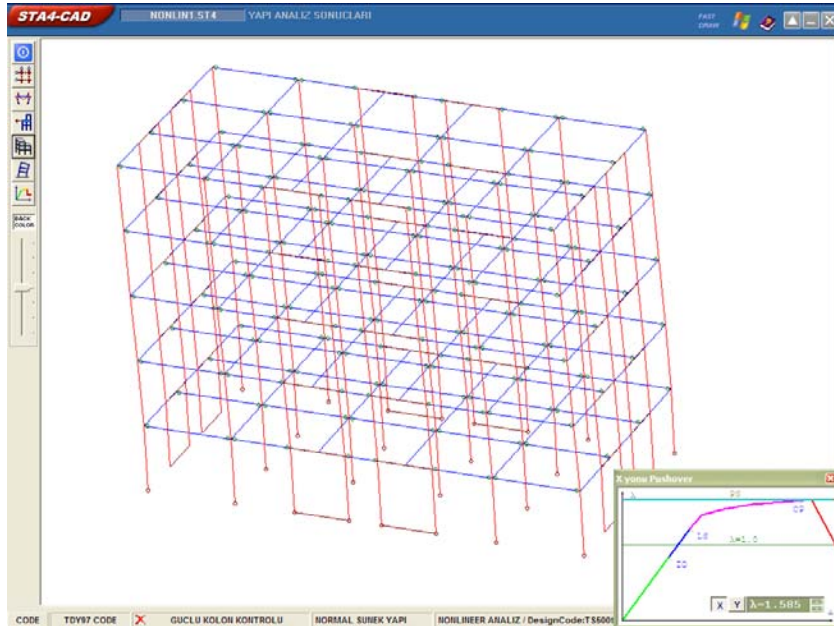 STA4-CAD NONLIN1.ST4 YAPI ANALIZ SONUCLARI
FAST
DRAW
BACK
COLOR
X yonu Pushover
λ
λ=1.0
X Y λ=1.585
CODE TDY97 CODE GUCLU KOLON KONTROLU NORMAL SUNEK YAPI NONLINEER ANALIZ / DesignCode:TS500